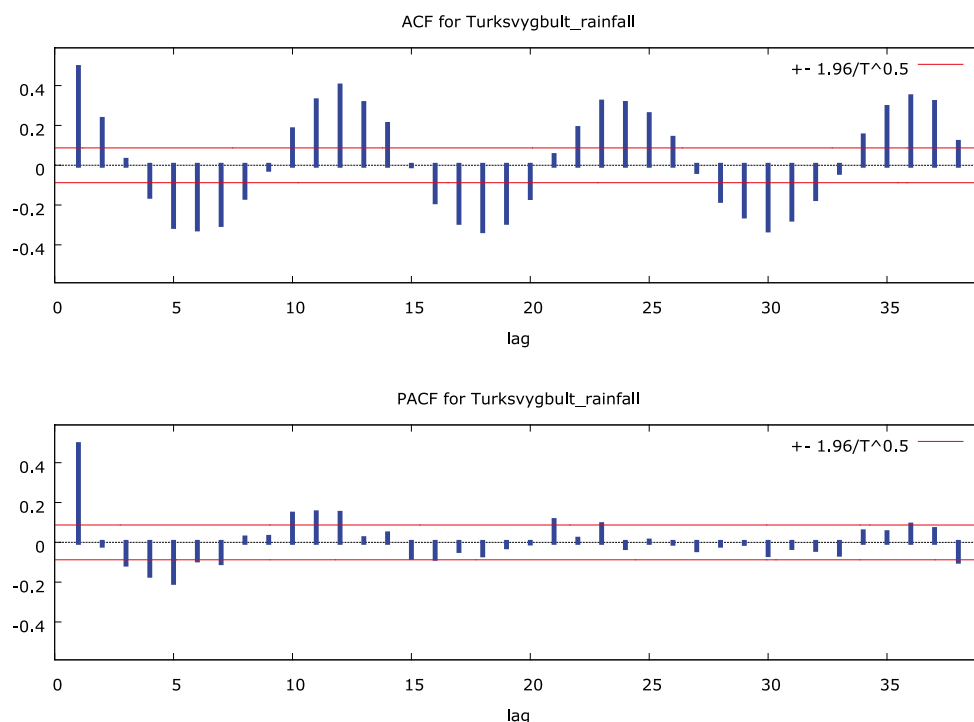 ACF for Turksvygbult_rainfall
+- 1.96/T^0.5
0.4
0.2
0
-0.2
-0.4
0 5 10 15 20 25 30 35
lag
PACF for Turksvygbult_rainfall
+- 1.96/T^0.5
0.4
0.2
0
-0.2
-0.4
0 5 10 15 20 25 30 35
lag